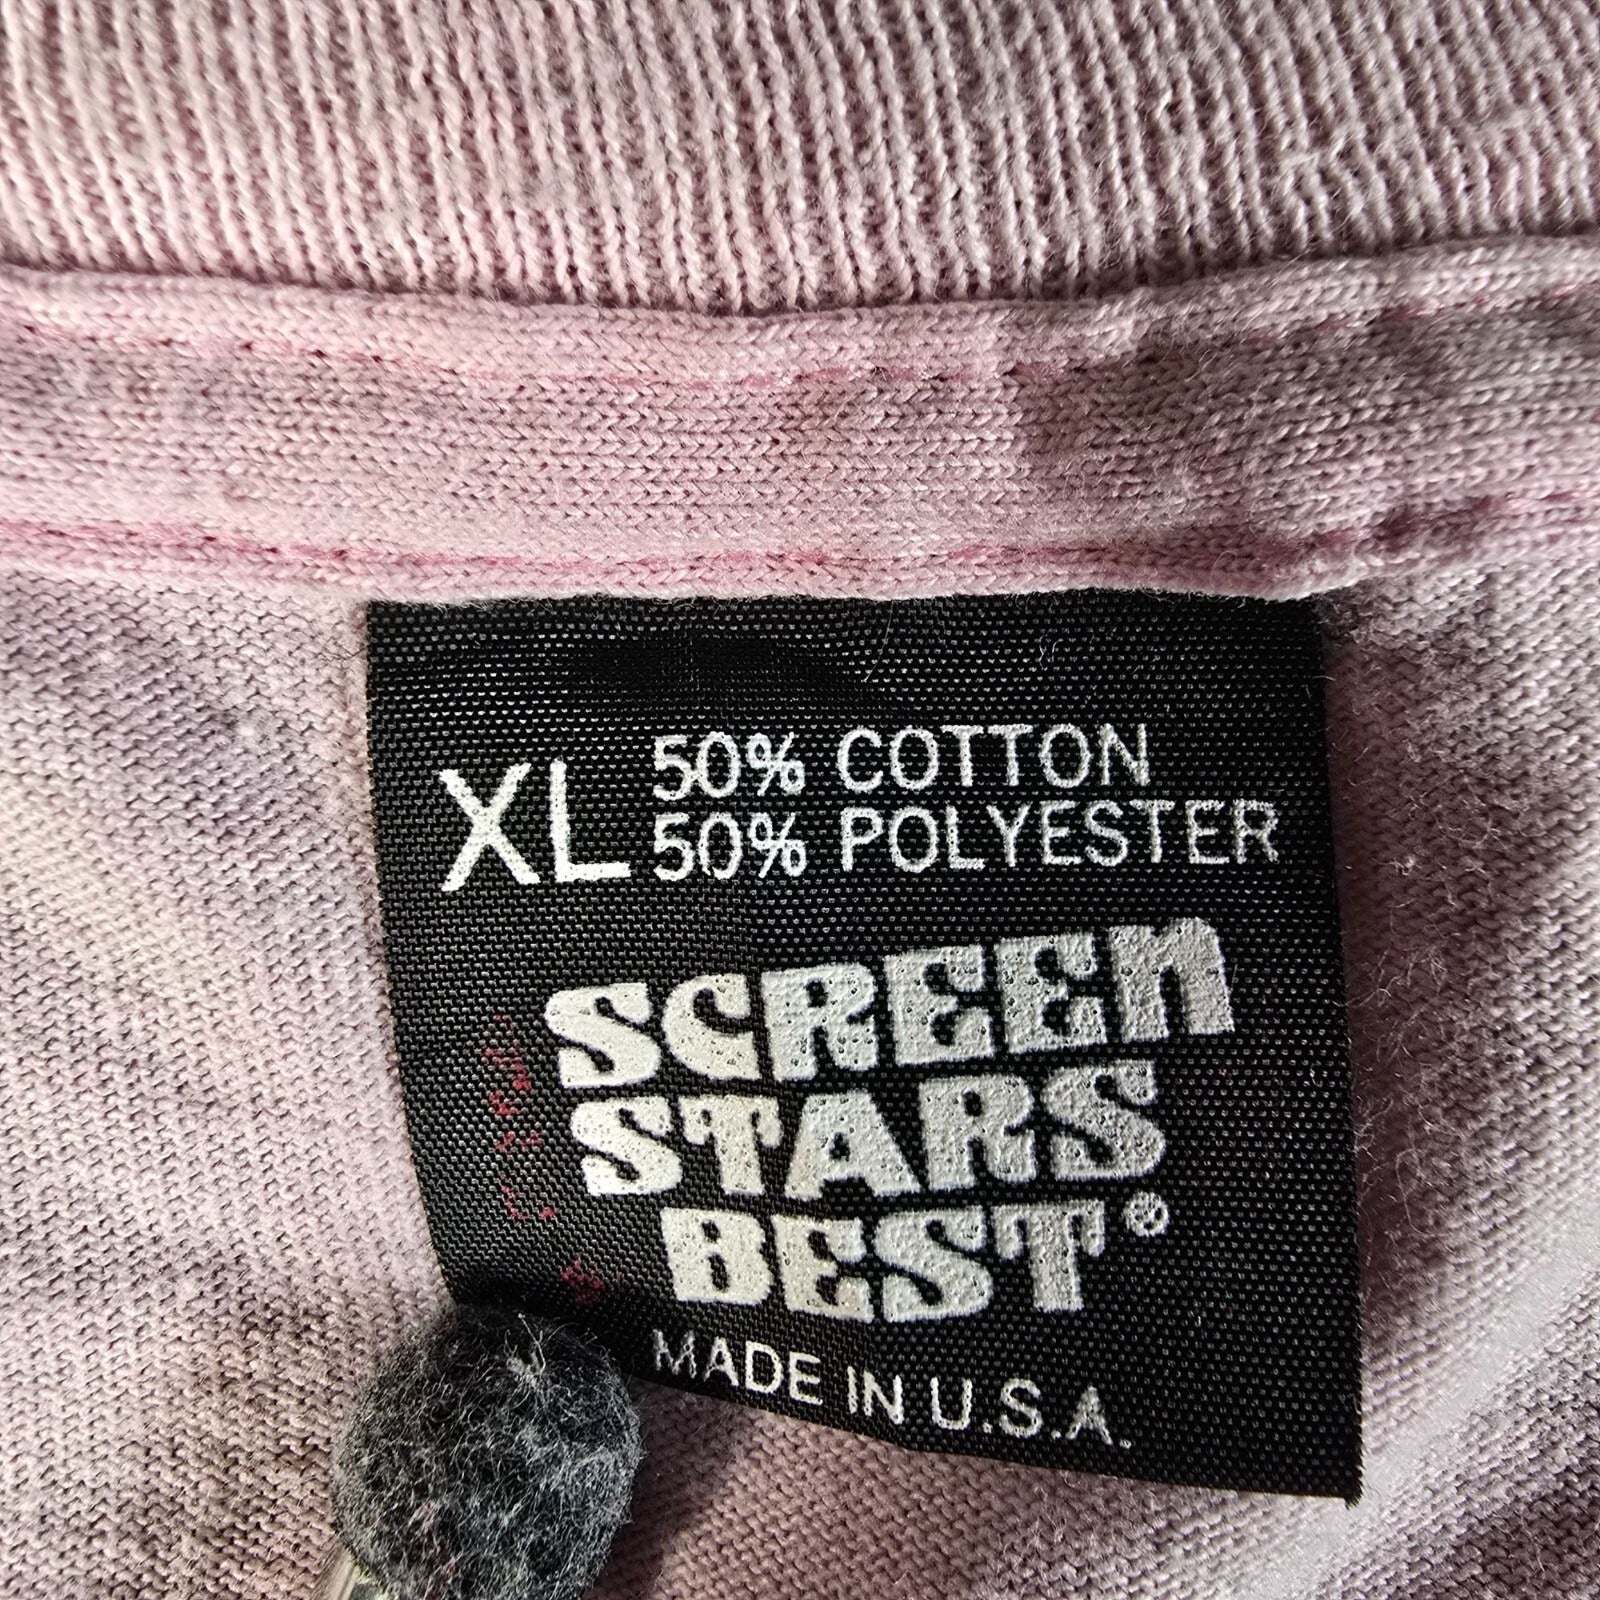 XL 50% COTTON
50% POLYESTER
SCREEN
STARS
BEST®
MADE IN U.S.A.